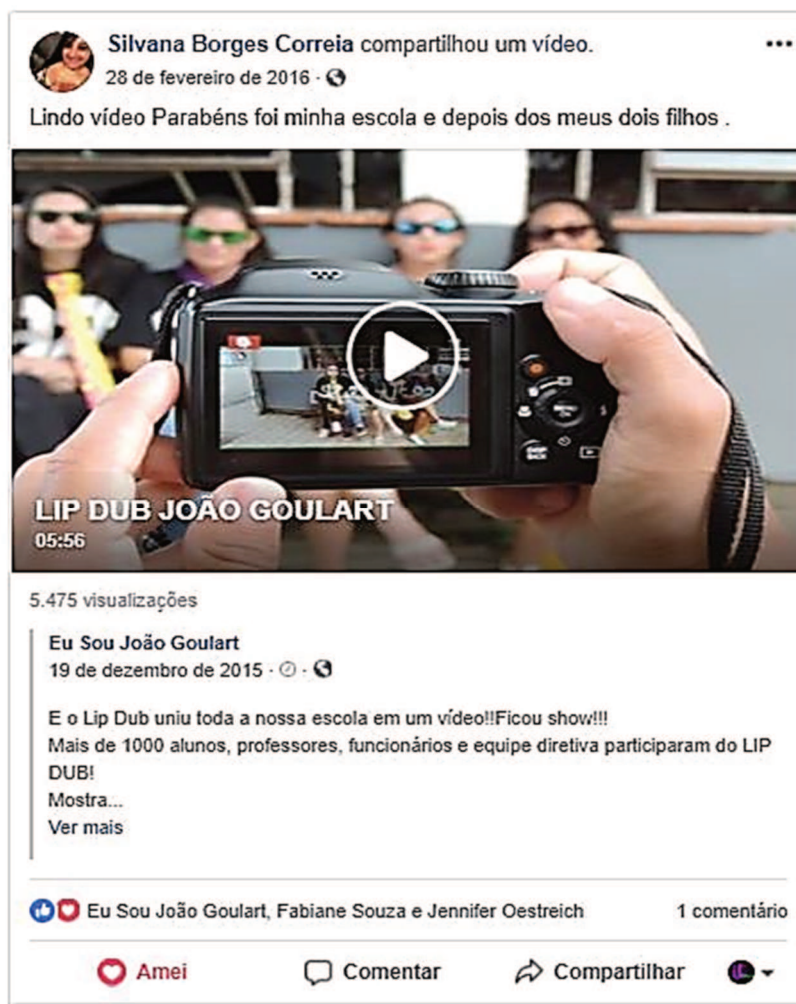 Silvana Borges Correia compartilhou um vídeo.
28 de fevereiro de 2016 ·
Lindo vídeo Parabéns foi minha escola e depois dos meus dois filhos .
LIP DUB JOÃO GOULART
05:56
5.475 visualizações
Eu Sou João Goulart
19 de dezembro de 2015 · ·
E o Lip Dub uniu toda a nossa escola em um vídeo!!Ficou show!!!
Mais de 1000 alunos, professores, funcionários e equipe diretiva participaram do LIP
DUB!
Mostra...
Ver mais
Eu Sou João Goulart, Fabiane Souza e Jennifer Oestreich 1 comentário
Amei Comentar Compartilhar